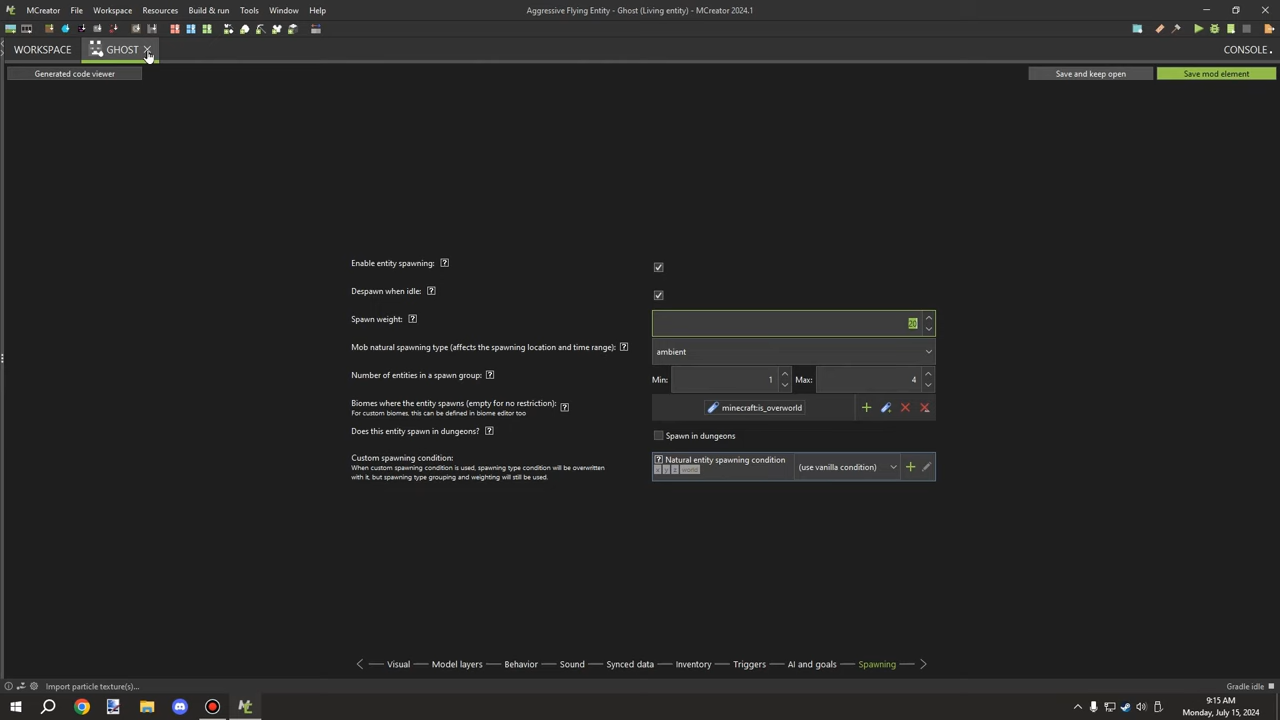 MCreator File Workspace Resources Build & run Tools Window Help
Aggressive Flying Entity - Ghost (Living entity) - MCreator 2024.1
WORKSPACE GHOST
CONSOLE
Generated code viewer
Save and keep open
Save mod element
Enable entity spawning: ?
Despawn when idle: ?
Spawn weight: ? 20
Mob natural spawning type (affects the spawning location and time range): ? ambient
Number of entities in a spawn group: ? Min: 1 Max: 4
Biomes where the entity spawns (empty for no restriction): ? minecraft:is_overworld
For custom biomes, this can be defined in biome editor too
Does this entity spawn in dungeons? ? Spawn in dungeons
Custom spawning condition:
When custom spawning condition is used, spawning type condition will be overwritten
with it, but spawning type grouping and weighting will still be used.
? Natural entity spawning condition (use vanilla condition)
x y z world
Visual Model layers Behavior Sound Synced data Inventory Triggers AI and goals Spawning
Import particle texture(s)...
Gradle idle
9:15 AM
Monday, July 15, 2024